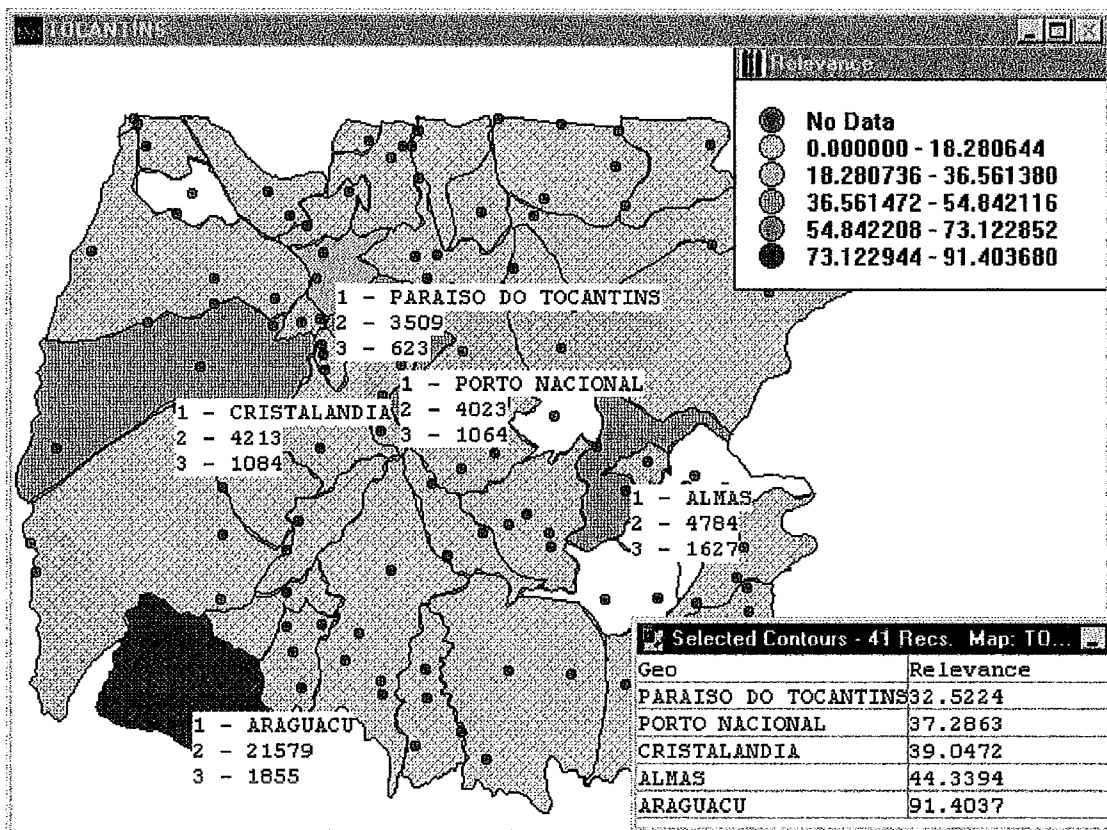 TOCANTINS
Relevance
No Data
0.000000 - 18.280644
18.280736 - 36.561380
36.561472 - 54.842116
54.842208 - 73.122852
73.122944 - 91.403680
1 - PARAISO DO TOCANTINS
2 - 3509
3 - 623
1 - PORTO NACIONAL
2 - 4023
3 - 1064
1 - CRISTALANDIA
2 - 4213
3 - 1084
1 - ALMAS
2 - 4784
3 - 1627
1 - ARAGUACU
2 - 21579
3 - 1855
Selected Contours - 41 Recs. Map: TO...
Geo Relevance
PARAISO DO TOCANTINS 32.5224
PORTO NACIONAL 37.2863
CRISTALANDIA 39.0472
ALMAS 44.3394
ARAGUACU 91.4037